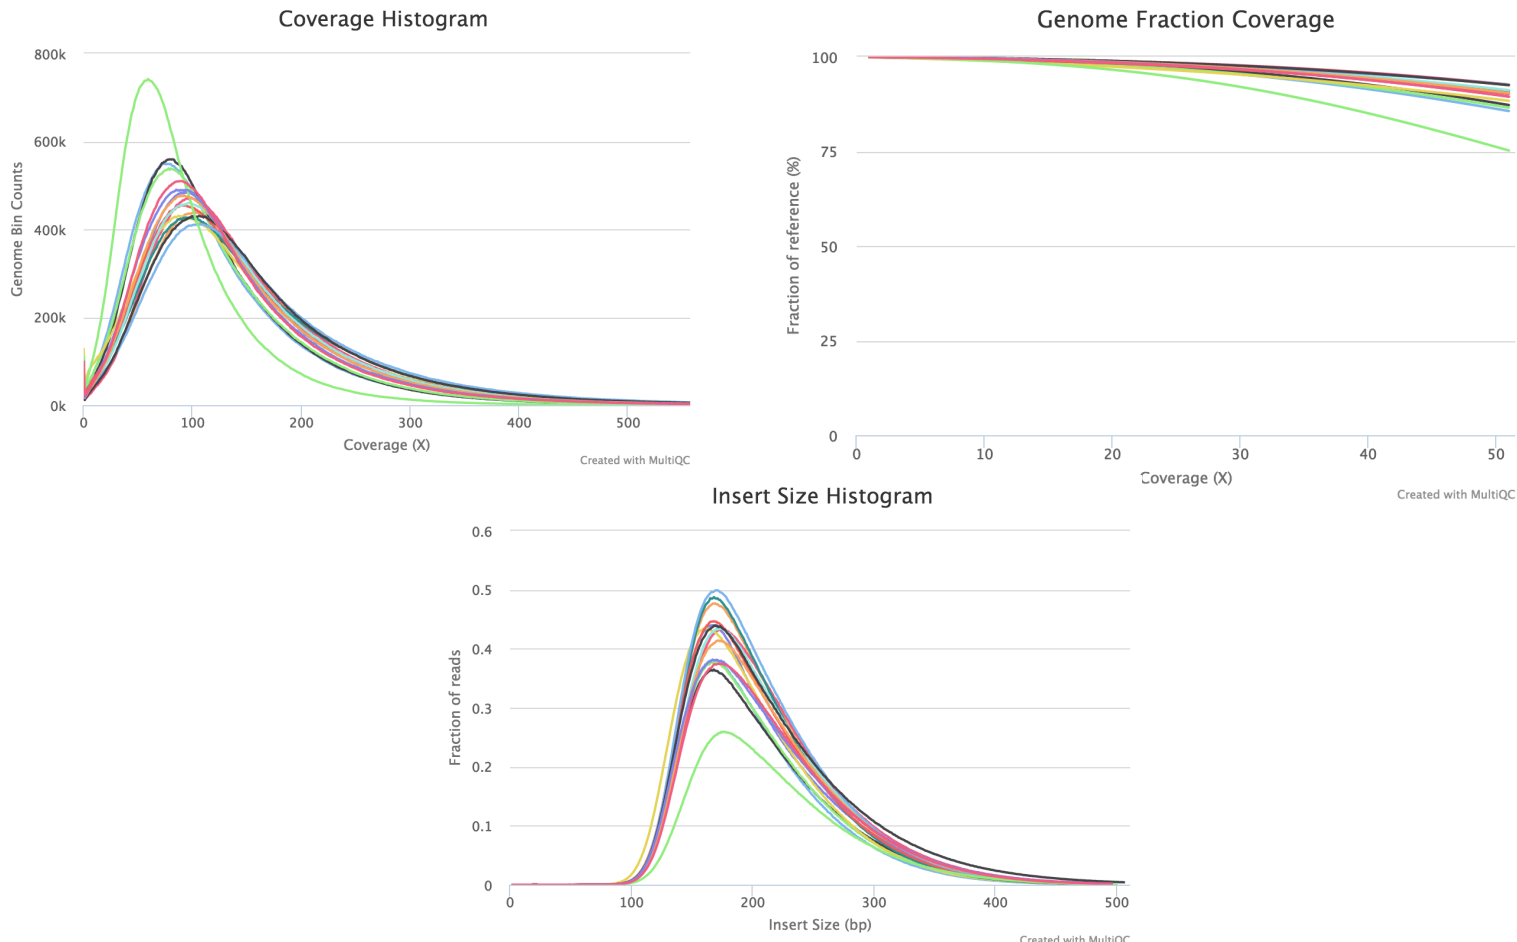 Coverage Histogram
800k
600k
400k
200k
0k
Genome Bin Counts
0 100 200 300 400 500
Coverage (X)
Created with MultiQC
Genome Fraction Coverage
100
75
50
25
0
Fraction of reference (%)
0 10 20 30 40 50
Coverage (X)
Created with MultiQC
Insert Size Histogram
0.6
0.5
0.4
0.3
0.2
0.1
0
Fraction of reads
0 100 200 300 400 500
Insert Size (bp)
Created with MultiQC